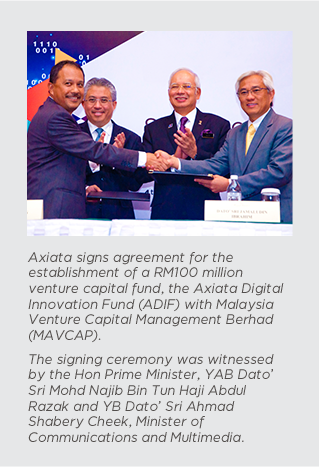 1110
001
01
Axiata signs agreement for the
establishment of a RM100 million
venture capital fund, the Axiata Digital
Innovation Fund (ADIF) with Malaysia
Venture Capital Management Berhad
(MAVCAP).
The signing ceremony was witnessed
by the Hon Prime Minister, YAB Dato’
Sri Mohd Najib Bin Tun Haji Abdul
Razak and YB Dato’ Sri Ahmad
Shabery Cheek, Minister of
Communications and Multimedia.